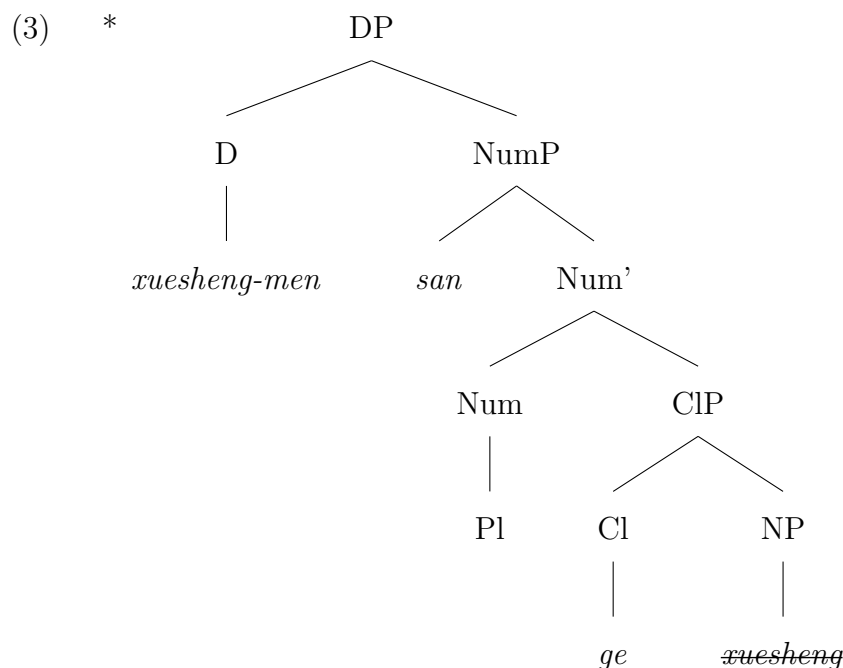 (3) * DP
D NumP
xuesheng-men san Num’
Num ClP
Pl Cl NP
ge xuesheng